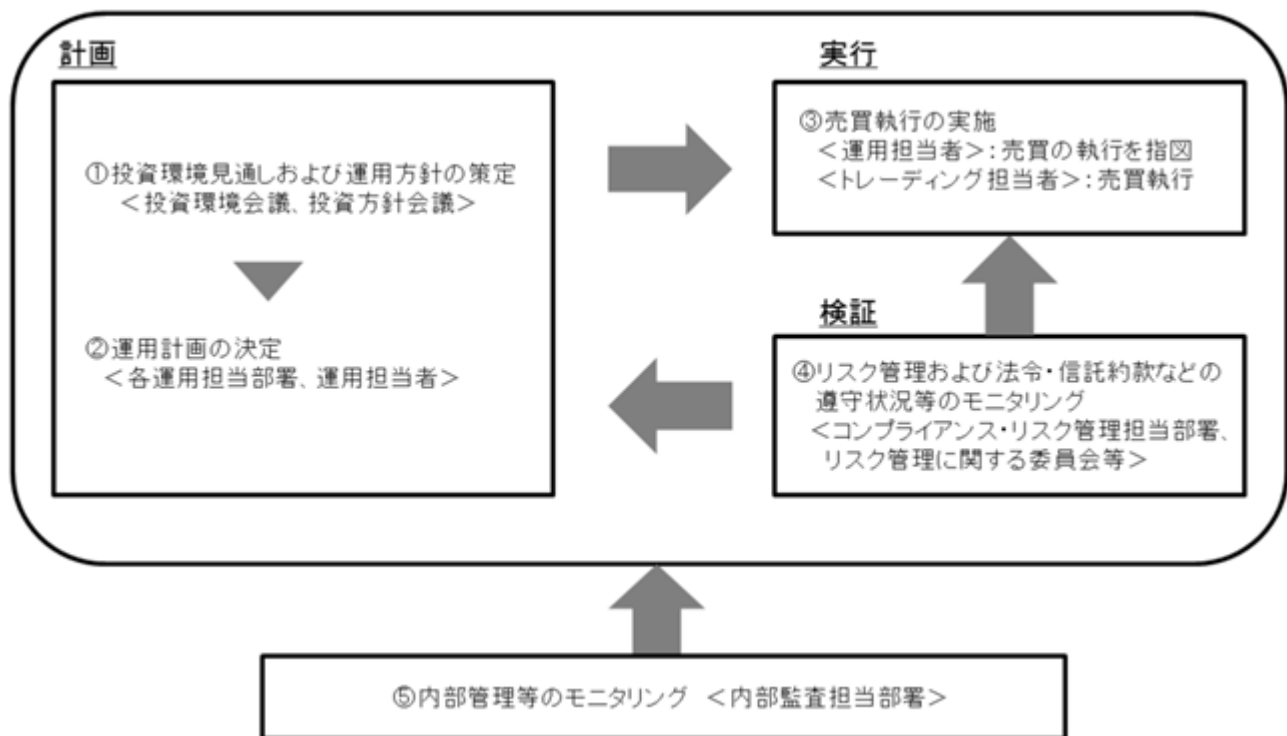 計画
①投資環境見通しおよび運用方針の策定
＜投資環境会議、投資方針会議＞
②運用計画の決定
＜各運用担当部署、運用担当者＞
実行
③売買執行の実施
＜運用担当者＞：売買の執行を指図
＜トレーディング担当者＞：売買執行
検証
④リスク管理および法令・信託約款などの
遵守状況等のモニタリング
＜コンプライアンス・リスク管理担当部署、
リスク管理に関する委員会等＞
⑤内部管理等のモニタリング ＜内部監査担当部署＞